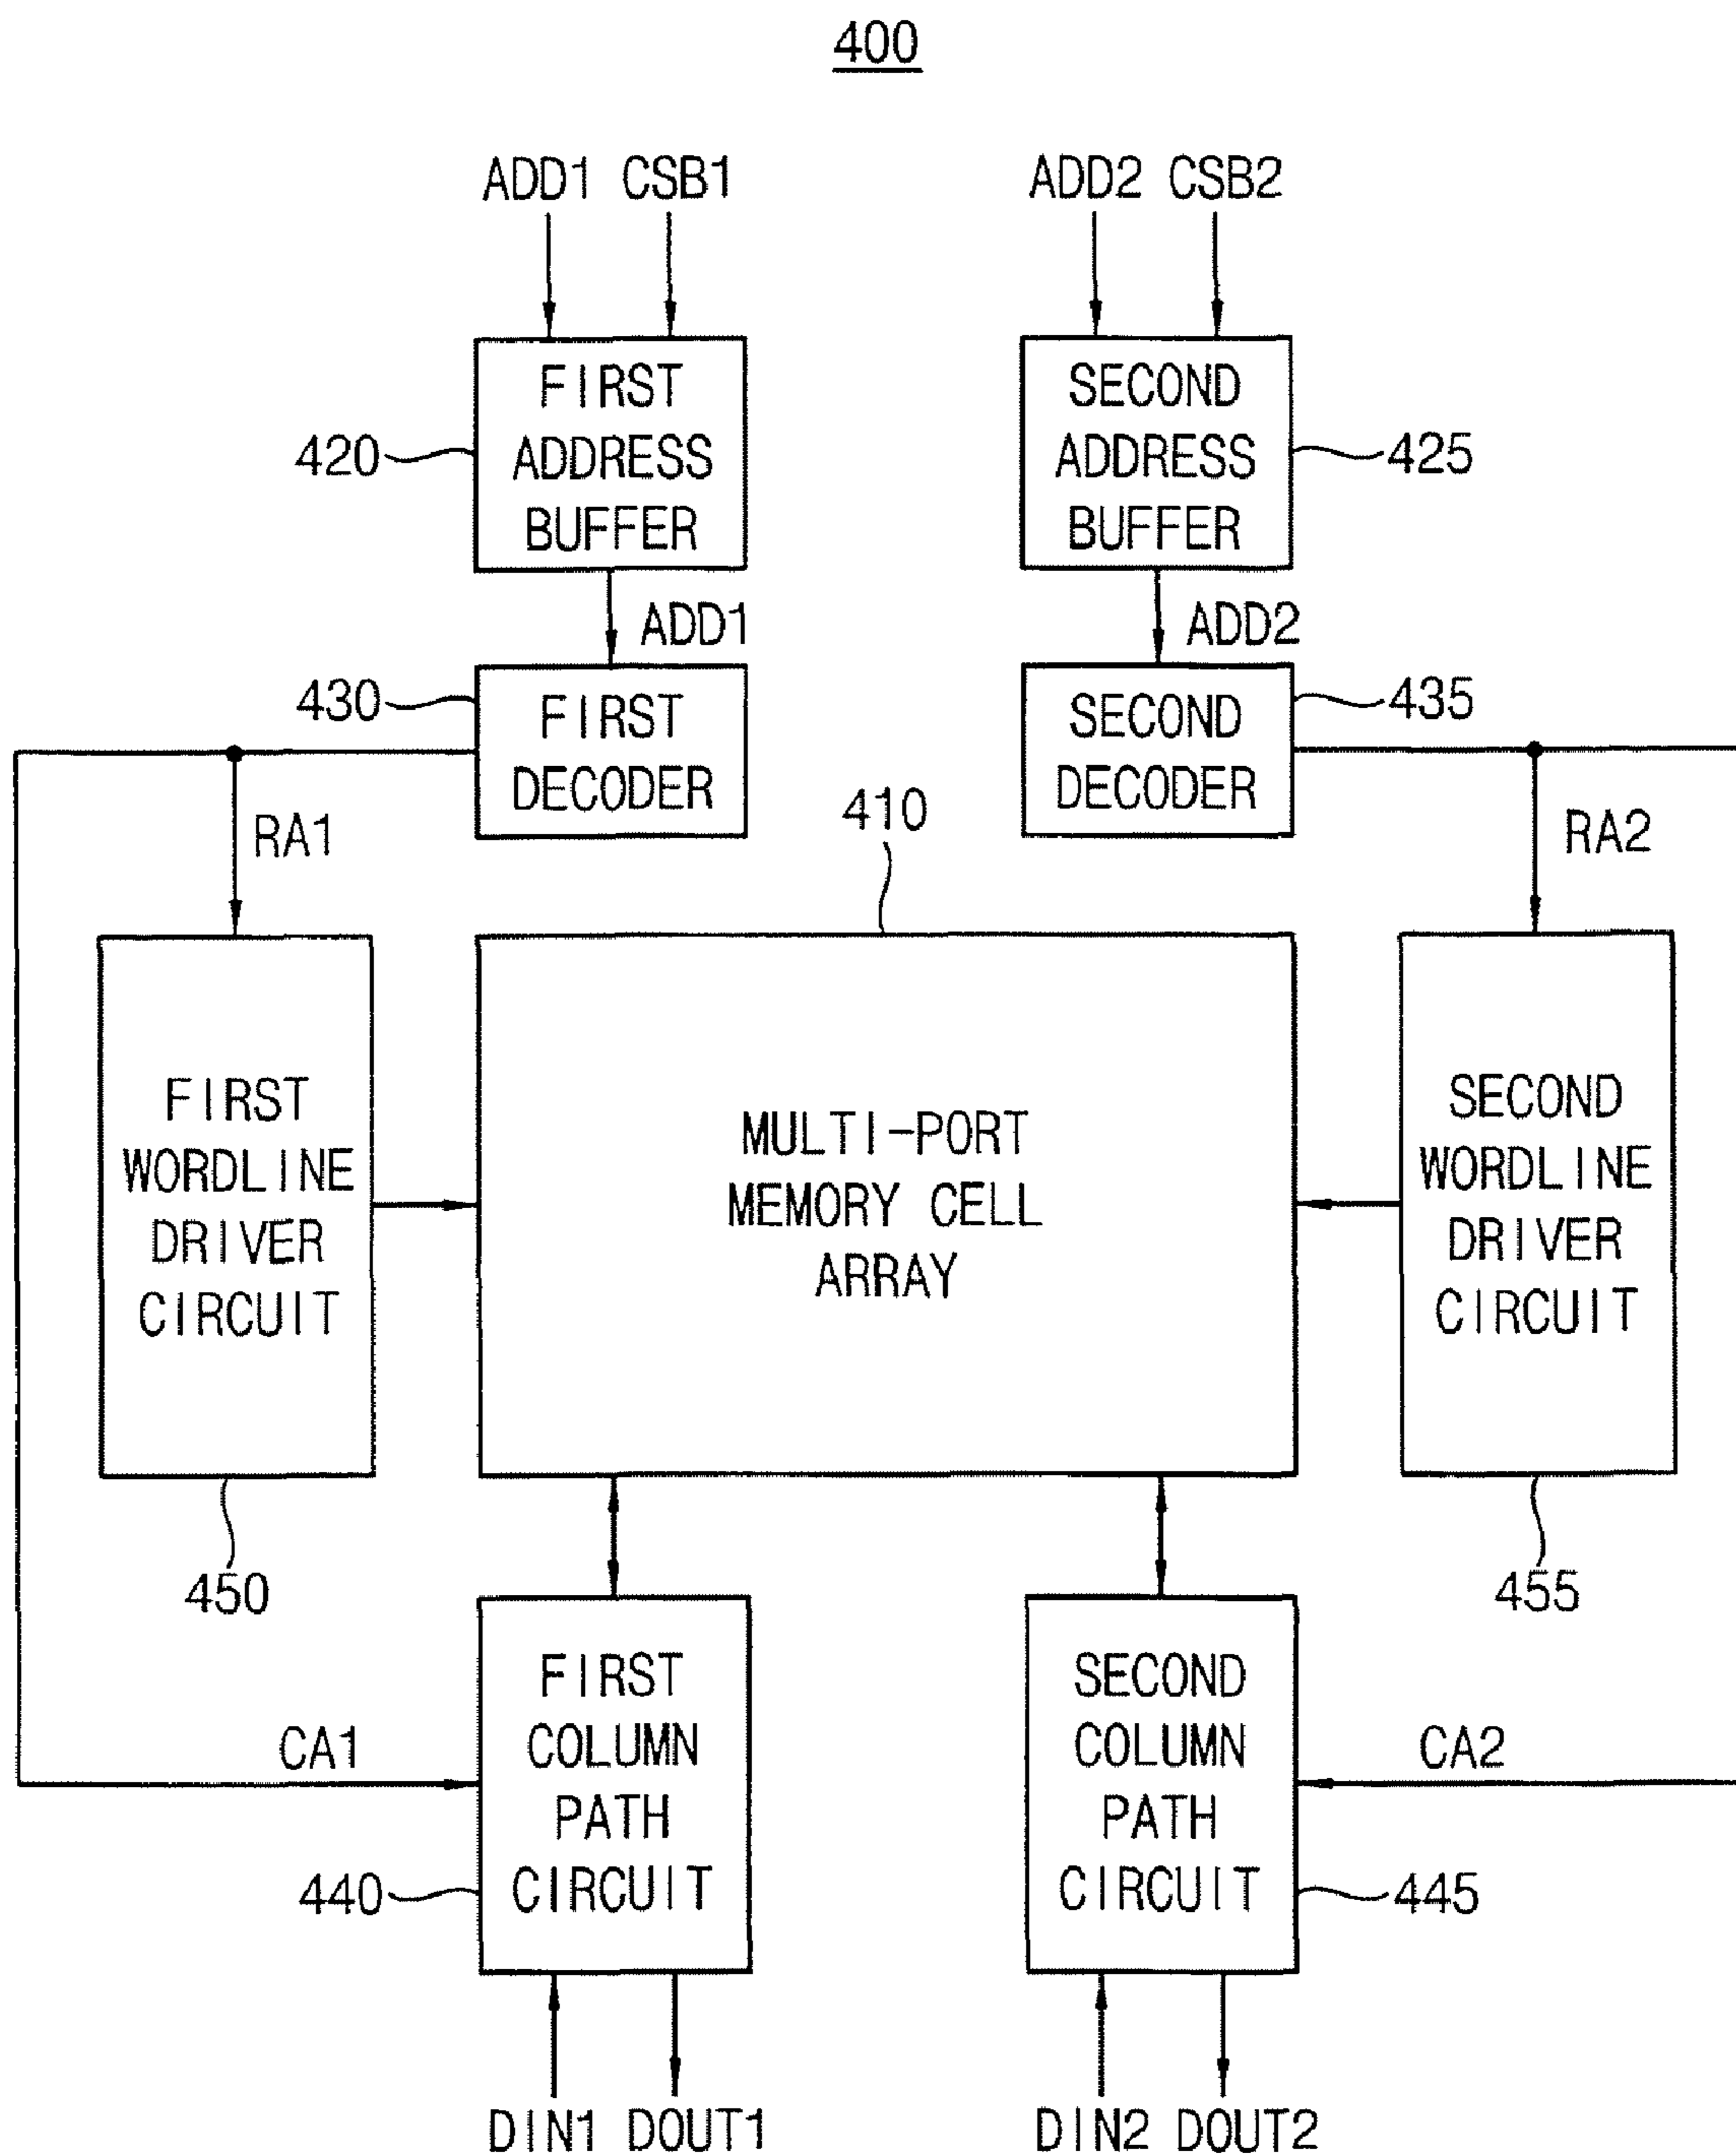 400
ADD1 CSB1
ADD2 CSB2
FIRST
ADDRESS
BUFFER
420
SECOND
ADDRESS
BUFFER
425
ADD1
ADD2
430
FIRST
DECODER
SECOND
DECODER
435
RA1
410
RA2
FIRST
WORDLINE
DRIVER
CIRCUIT
MULTI-PORT
MEMORY CELL
ARRAY
SECOND
WORDLINE
DRIVER
CIRCUIT
450
455
FIRST
COLUMN
PATH
CIRCUIT
SECOND
COLUMN
PATH
CIRCUIT
CA1
CA2
440
445
DIN1 DOUT1
DIN2 DOUT2